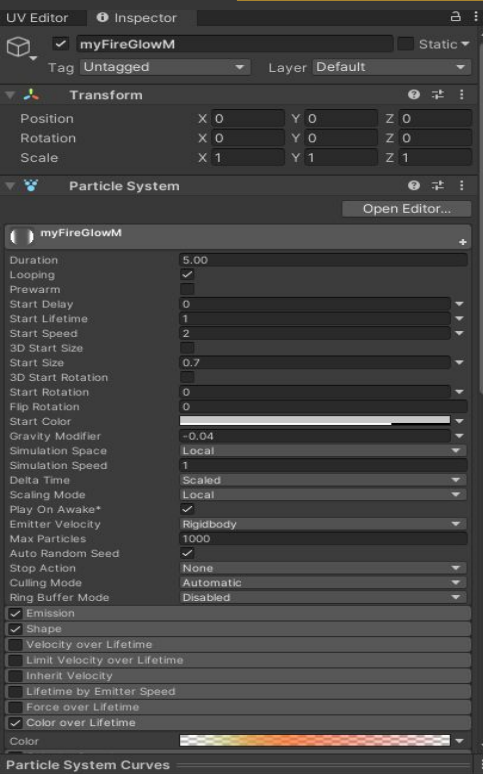 UV Editor Inspector
myFireGlowM Static
Tag Untagged Layer Default
Transform
Position X 0 Y 0 Z 0
Rotation X 0 Y 0 Z 0
Scale X 1 Y 1 Z 1
Particle System
Open Editor...
myFireGlowM
Duration 5.00
Looping
Prewarm
Start Delay 0
Start Lifetime 1
Start Speed 2
3D Start Size
Start Size 0.7
3D Start Rotation
Start Rotation 0
Flip Rotation 0
Start Color
Gravity Modifier -0.04
Simulation Space Local
Simulation Speed 1
Delta Time Scaled
Scaling Mode Local
Play On Awake*
Emitter Velocity Rigidbody
Max Particles 1000
Auto Random Seed
Stop Action None
Culling Mode Automatic
Ring Buffer Mode Disabled
Emission
Shape
Velocity over Lifetime
Limit Velocity over Lifetime
Inherit Velocity
Lifetime by Emitter Speed
Force over Lifetime
Color over Lifetime
Color
Particle System Curves